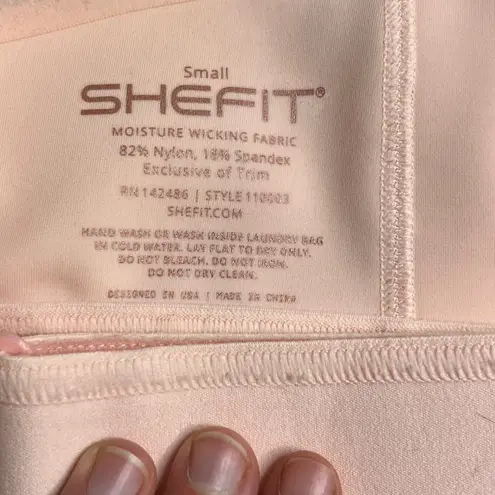 Small
SHEFIT®
MOISTURE WICKING FABRIC
82% Nylon, 18% Spandex
Exclusive of Trim
RN 142486 | STYLE 110003
SHEFIT.COM
HAND WASH OR WASH INSIDE LAUNDRY BAG
IN COLD WATER. LAY FLAT TO DRY ONLY.
DO NOT BLEACH. DO NOT IRON.
DO NOT DRY CLEAN.
DESIGNED IN USA | MADE IN CHINA